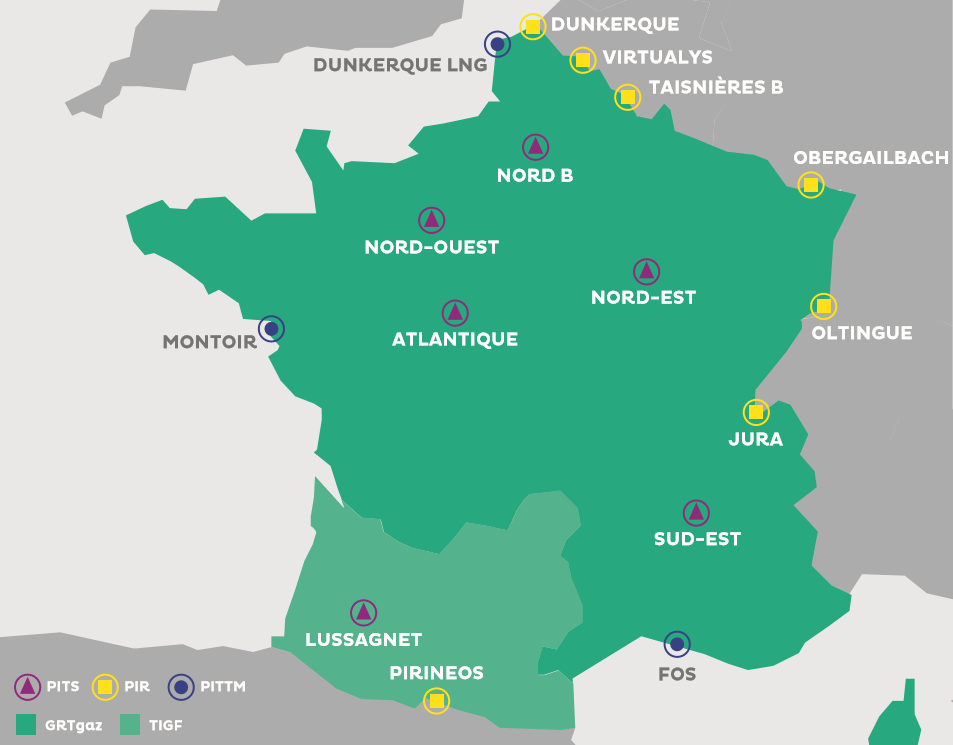 DUNKERQUE
DUNKERQUE LNG
VIRTUALYS
TAISNIÈRES B
OBERGAILBACH
NORD B
NORD-OUEST
NORD-EST
MONTOIR
ATLANTIQUE
OLTINGUE
JURA
SUD-EST
LUSSAGNET
PIRINEOS
FOS
PITS PIR PITTM
GRTgaz TIGF